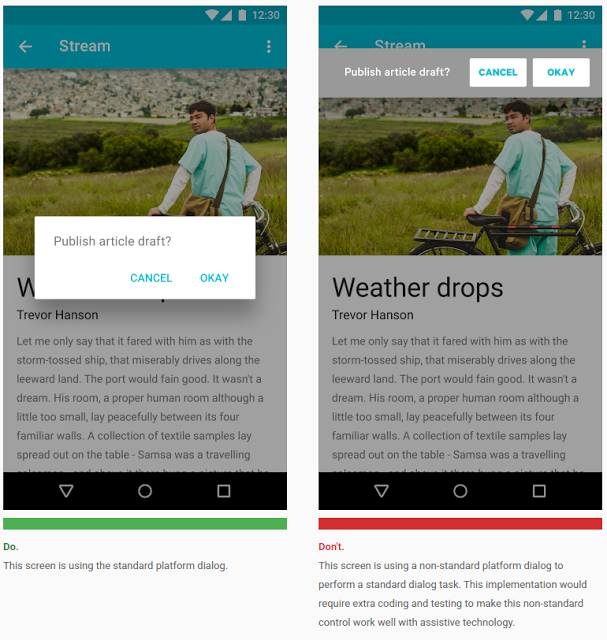 12:30
Stream
Publish article draft?
CANCEL OKAY
W
Trevor Hanson
Let me only say that it fared with him as with the
storm-tossed ship, that miserably drives along the
leeward land. The port would fain good. It wasn't a
dream. His room, a proper human room although a
little too small, lay peacefully between its four
familiar walls. A collection of textile samples lay
spread out on the table - Samsa was a travelling
Do.
This screen is using the standard platform dialog.
12:30
Stream
Publish article draft? CANCEL OKAY
Weather drops
Trevor Hanson
Let me only say that it fared with him as with the
storm-tossed ship, that miserably drives along the
leeward land. The port would fain good. It wasn't a
dream. His room, a proper human room although a
little too small, lay peacefully between its four
familiar walls. A collection of textile samples lay
spread out on the table - Samsa was a travelling
Don't.
This screen is using a non-standard platform dialog to
perform a standard dialog task. This implementation would
require extra coding and testing to make this non-standard
control work well with assistive technology.